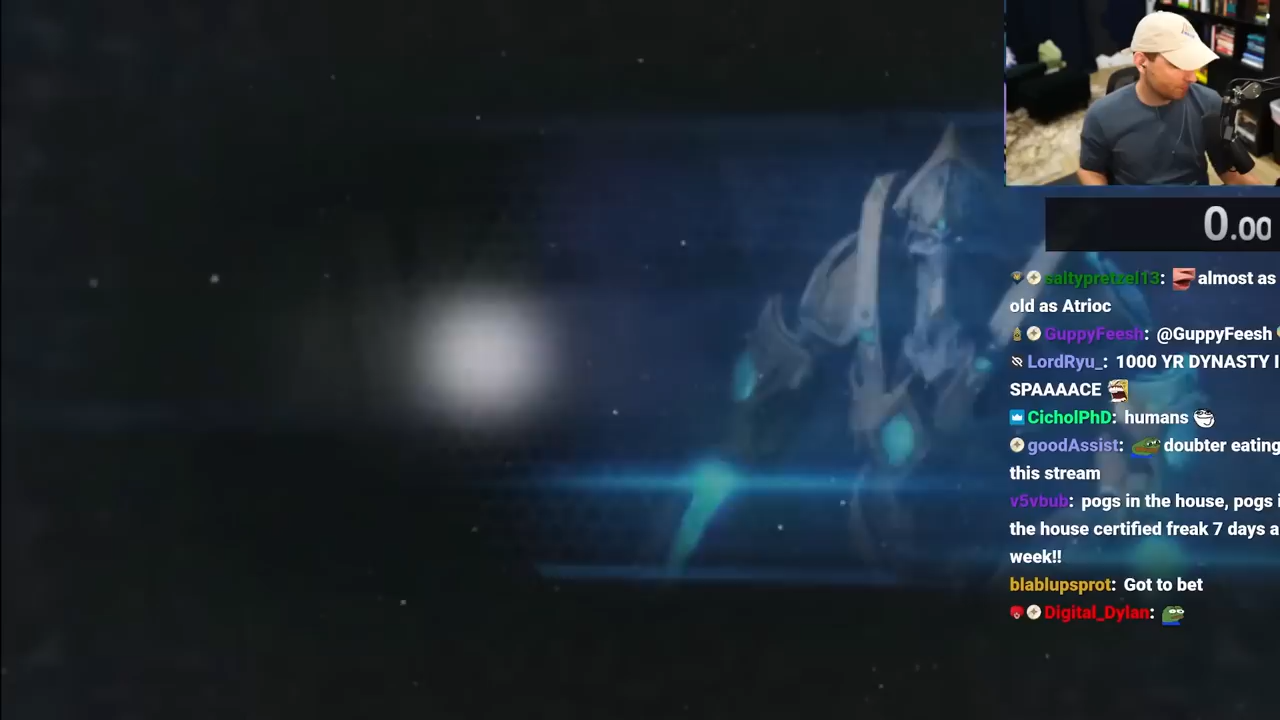 0.00
saltypretzel13: almost as
old as Atrioc
GuppyFeesh: @GuppyFeesh
LordRyu_: 1000 YR DYNASTY I
SPAAAACE
CicholPhD: humans
goodAssist: doubter eating
this stream
v5vbub: pogs in the house, pogs i
the house certified freak 7 days a
week!!
blablupsprot: Got to bet
Digital_Dylan: